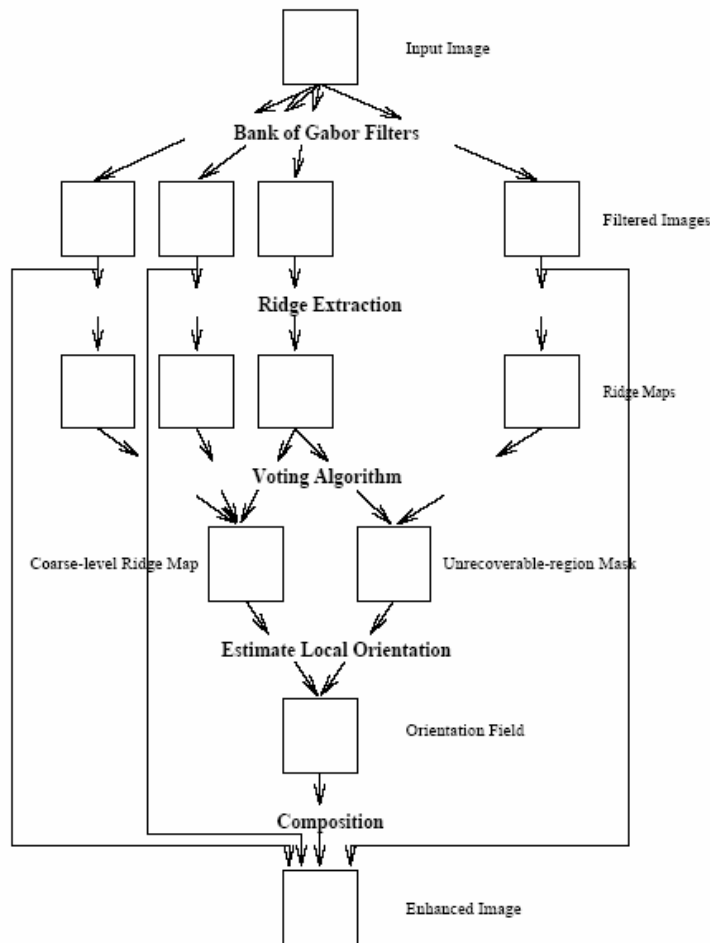 Input Image
Bank of Gabor Filters
Filtered Images
Ridge Extraction
Ridge Maps
Voting Algorithm
Coarse-level Ridge Map
Unrecoverable-region Mask
Estimate Local Orientation
Orientation Field
Composition
Enhanced Image